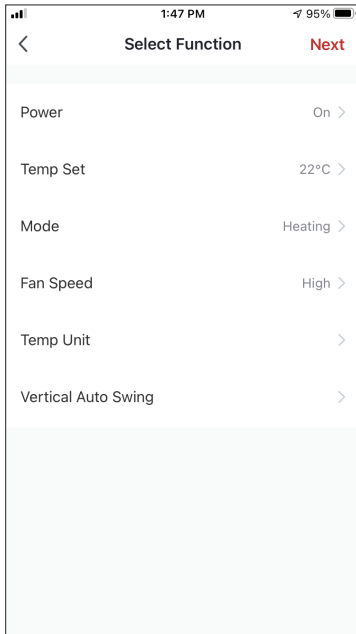 1:47 PM 95%
Select Function Next
Power On
Temp Set 22°C
Mode Heating
Fan Speed High
Temp Unit
Vertical Auto Swing